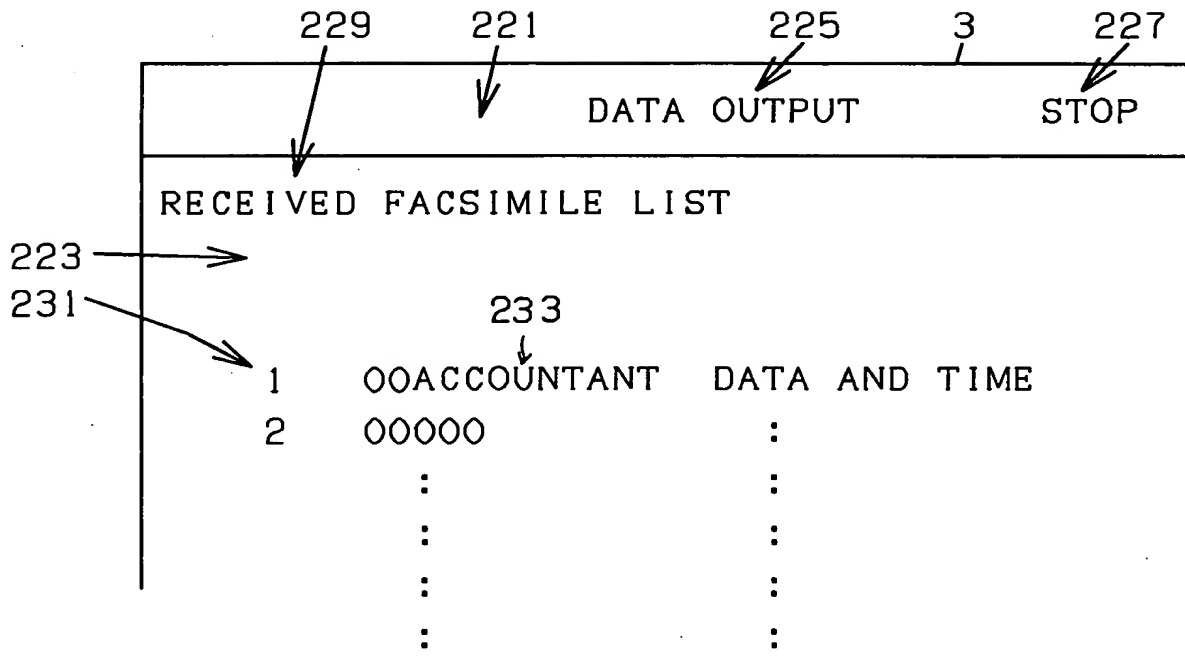 229 221 225 3 227
DATA OUTPUT STOP
RECEIVED FACSIMILE LIST
223
231
233
1 OOACCOUNTANT DATA AND TIME
2 OOOOO :
: :
: :
: :
: :